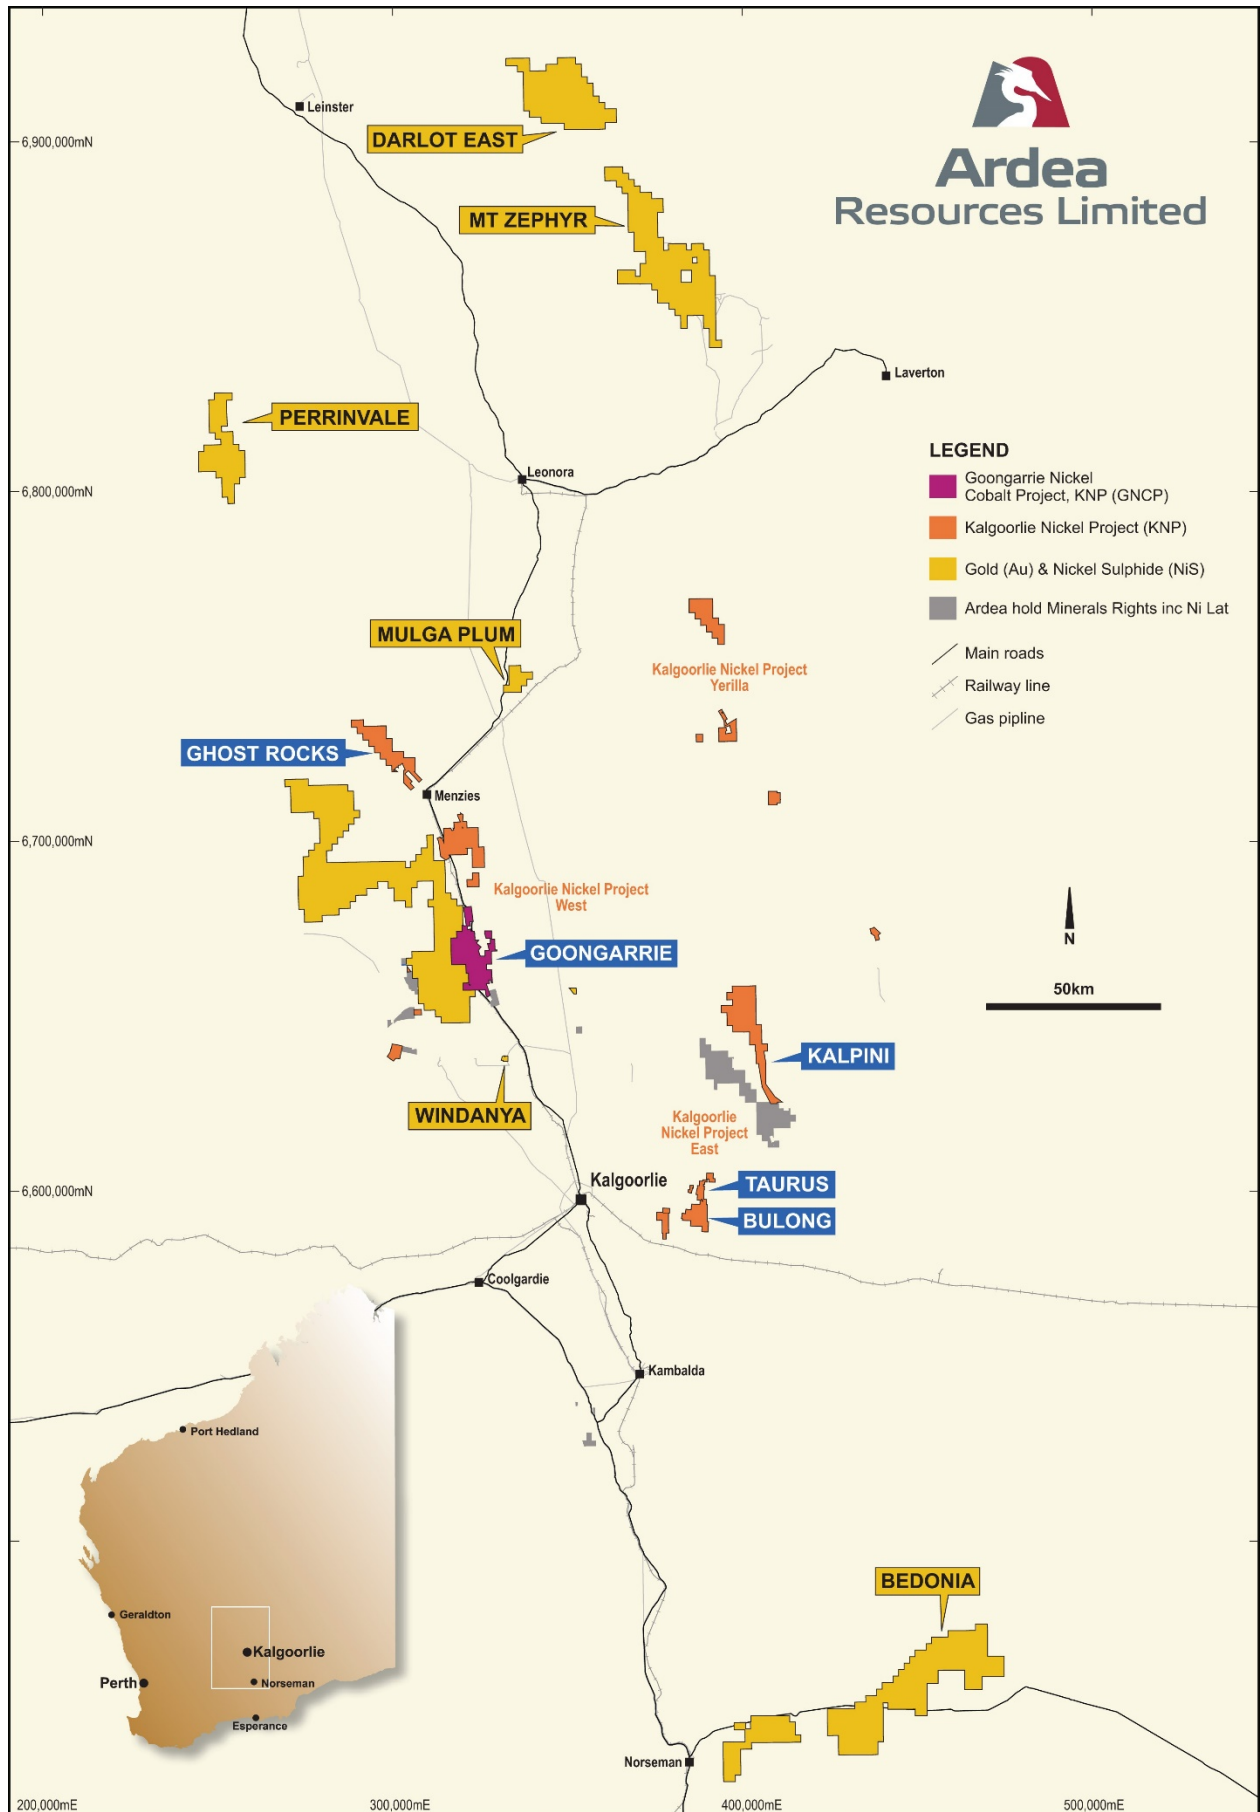 Leinster
DARLOT EAST
6,900,000mN
Ardea
Resources Limited
MT ZEPHYR
Laverton
PERRINVALE
LEGEND
Goongarrie Nickel
Cobalt Project, KNP (GNCP)
Kalgoorlie Nickel Project (KNP)
Gold (Au) & Nickel Sulphide (NiS)
Ardea hold Minerals Rights inc Ni Lat
Main roads
Railway line
Gas pipline
Leonora
6,800,000mN
MULGA PLUM
Kalgoorlie Nickel Project
Yerilla
GHOST ROCKS
Menzies
6,700,000mN
Kalgoorlie Nickel Project
West
GOONGARRIE
N
50km
KALPINI
WINDANYA
Kalgoorlie
Nickel Project
East
Kalgoorlie
TAURUS
6,600,000mN
BULONG
Coolgardie
Kambalda
Port Hedland
BEDONIA
Geraldton
Kalgoorlie
Perth
Norseman
Esperance
Norseman
200,000mE
300,000mE
400,000mE
500,000mE